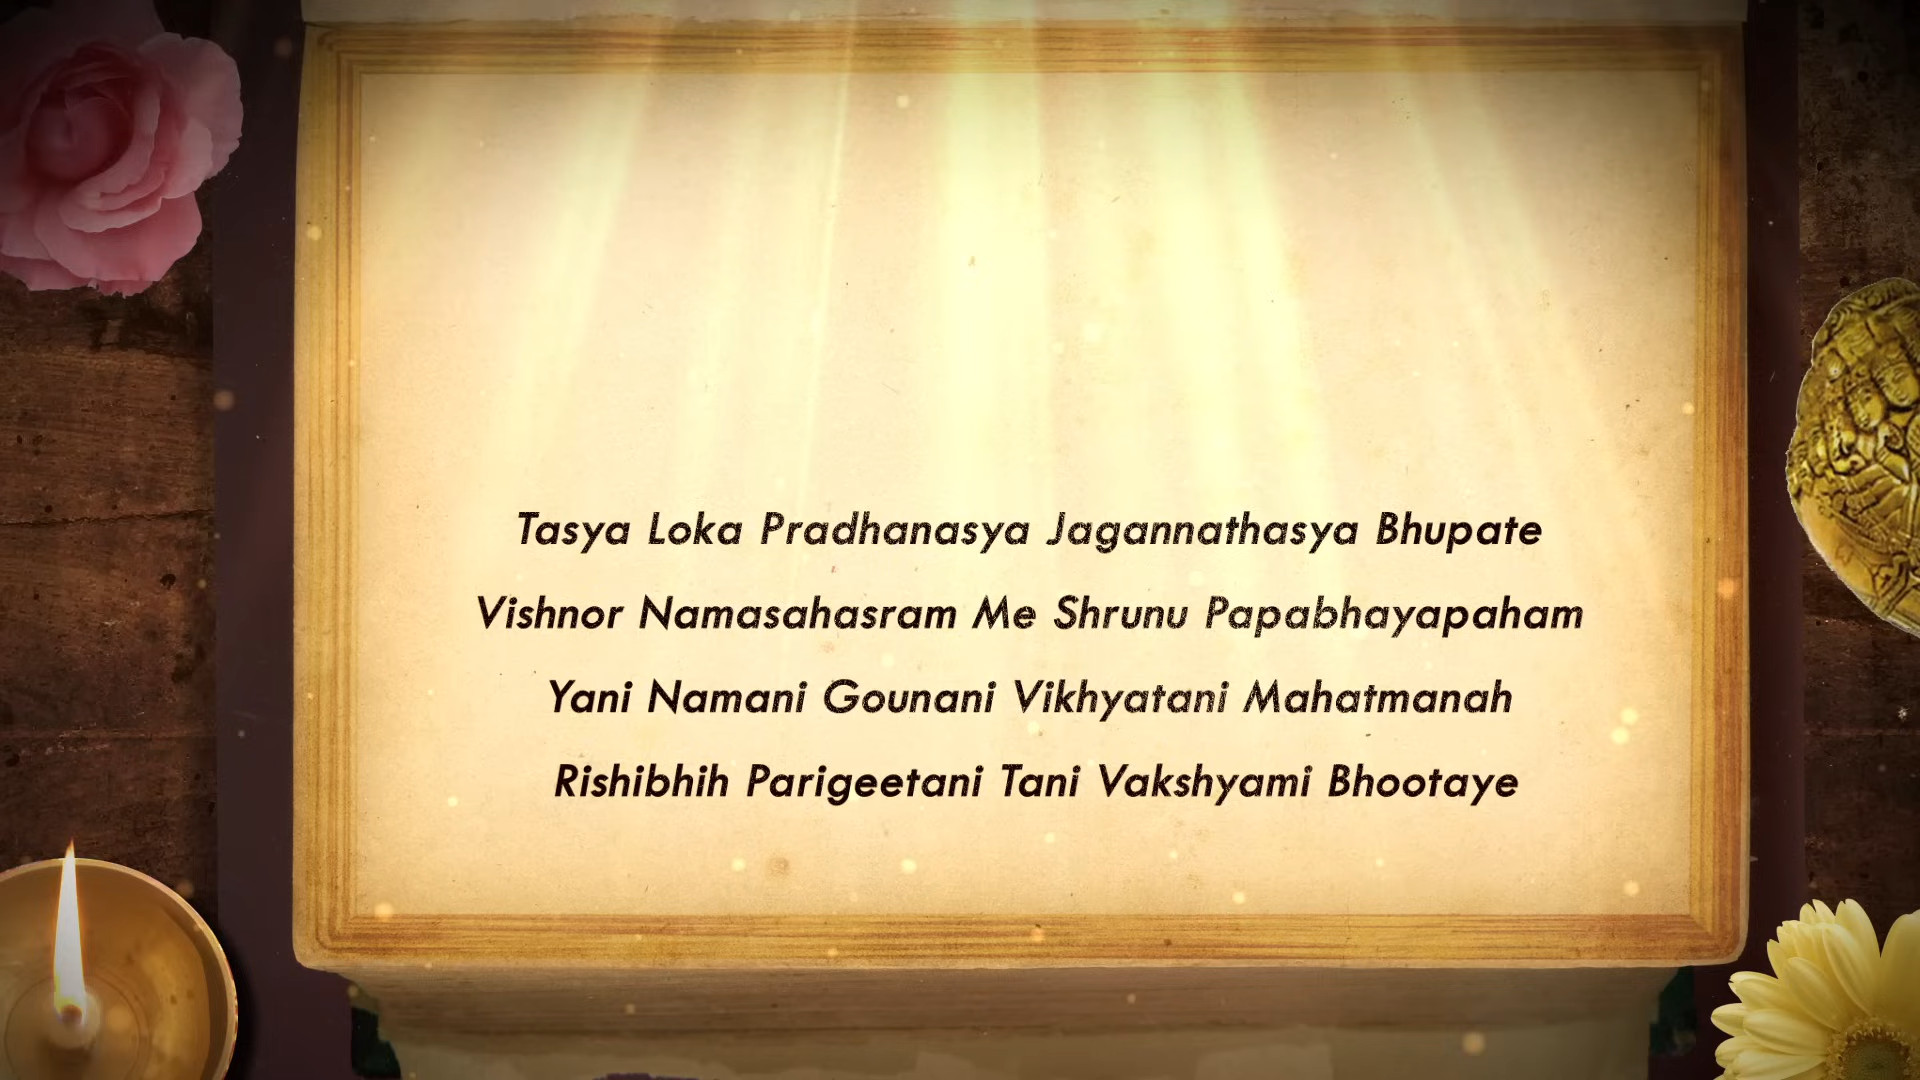 Tasya Loka Pradhanasya Jagannathasya Bhupate
Vishnor Namasahasram Me Shrunu Papabhayapaham
Yani Namani Gounani Vikhyatani Mahatmanah
Rishibhih Parigeetani Tani Vakshyami Bhootaye